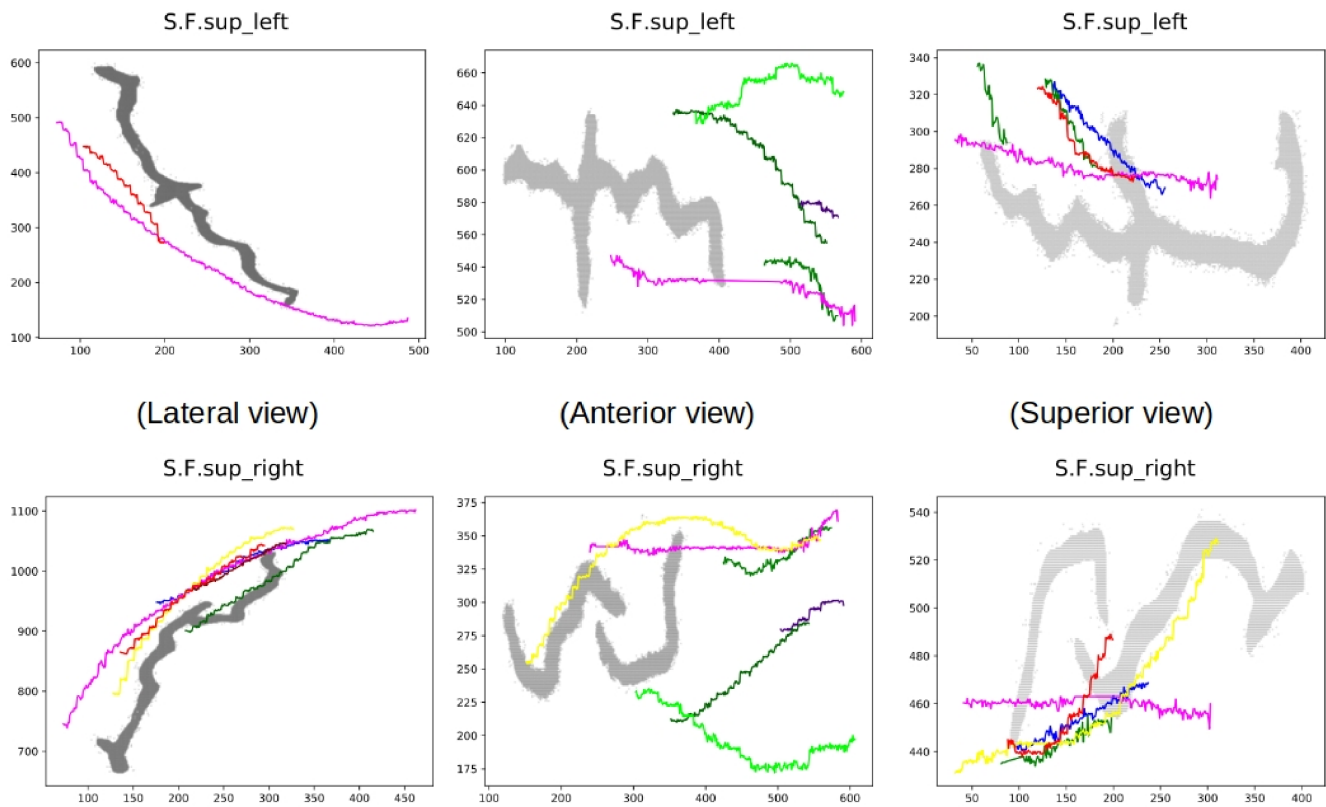 S.F.sup_left S.F.sup_left S.F.sup_left
600 500 400 300 200 100
100 200 300 400 500
660 640 620 600 580 560 540 520 500
100 200 300 400 500 600
340 320 300 280 260 240 220 200
50 100 150 200 250 300 350 400
(Lateral view) (Anterior view) (Superior view)
S.F.sup_right S.F.sup_right S.F.sup_right
1100 1000 900 800 700
100 150 200 250 300 350 400 450
375 350 325 300 275 250 225 200 175
100 200 300 400 500 600
540 520 500 480 460 440
50 100 150 200 250 300 350 400